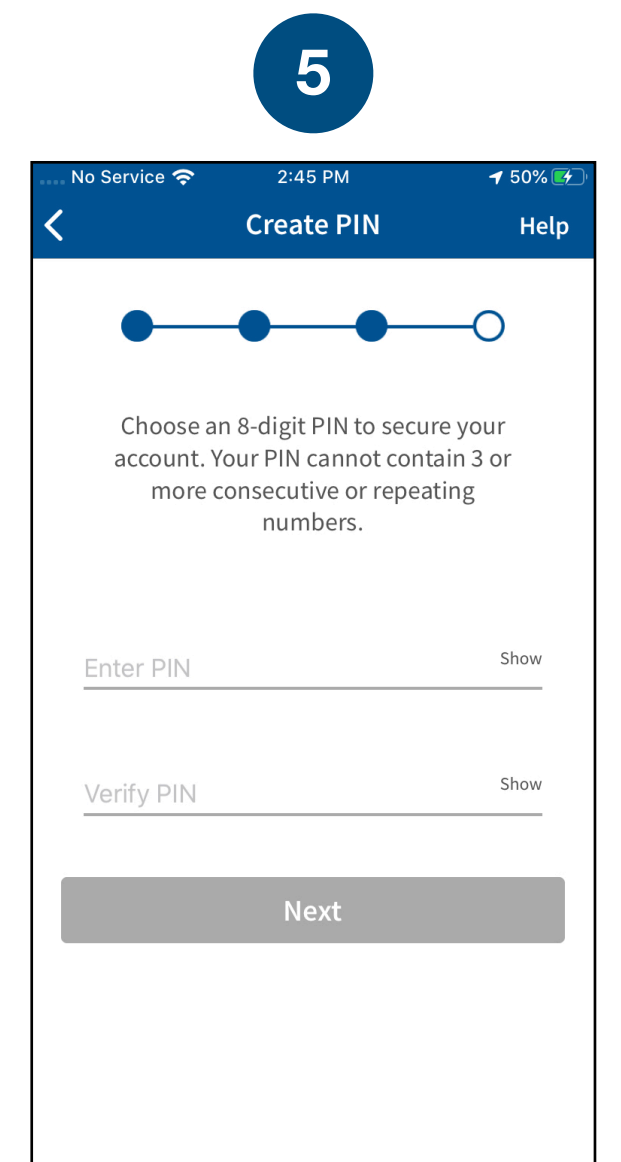 5
No Service 2:45 PM 50%
Create PIN Help
Choose an 8-digit PIN to secure your
account. Your PIN cannot contain 3 or
more consecutive or repeating
numbers.
Enter PIN Show
Verify PIN Show
Next